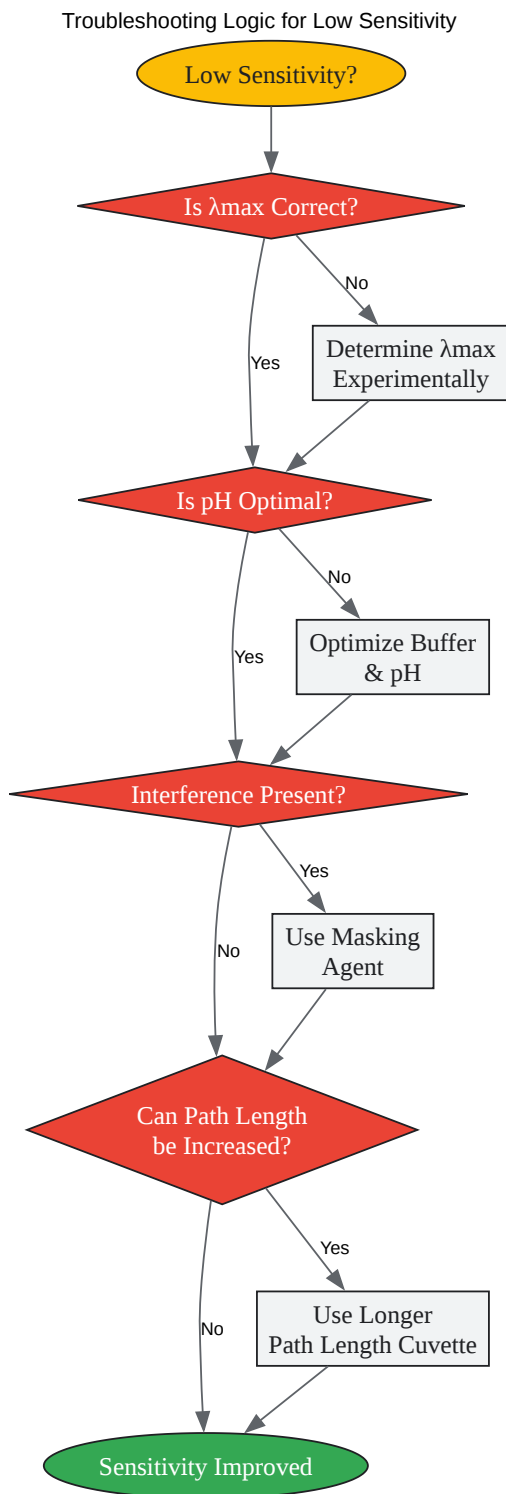 Troubleshooting Logic for Low Sensitivity
Low Sensitivity?
Is λmax Correct?
No
Determine λmax
Experimentally
Yes
Is pH Optimal?
No
Optimize Buffer
& pH
Yes
Interference Present?
Yes
Use Masking
Agent
No
Can Path Length
be Increased?
Yes
Use Longer
Path Length Cuvette
No
Sensitivity Improved